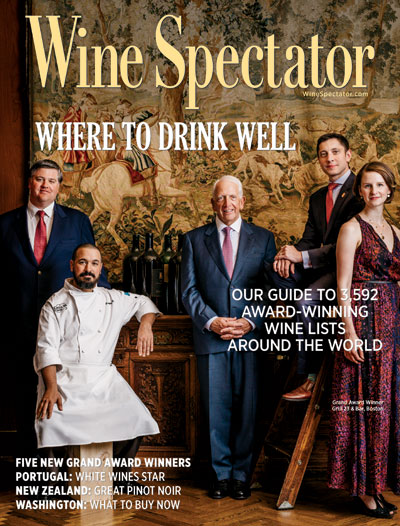 Wine Spectator
WineSpectator.com
WHERE TO DRINK WELL
OUR GUIDE TO 3,592
AWARD-WINNING
WINE LISTS
AROUND THE WORLD
Grand Award Winner
Grill 23 & Bar, Boston
FIVE NEW GRAND AWARD WINNERS
PORTUGAL: WHITE WINES STAR
NEW ZEALAND: GREAT PINOT NOIR
WASHINGTON: WHAT TO BUY NOW